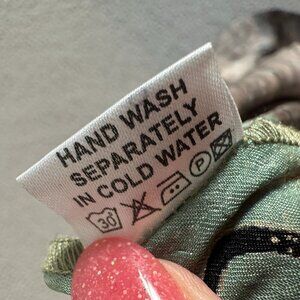 HAND WASH
SEPARATELY
IN COLD WATER
30 P